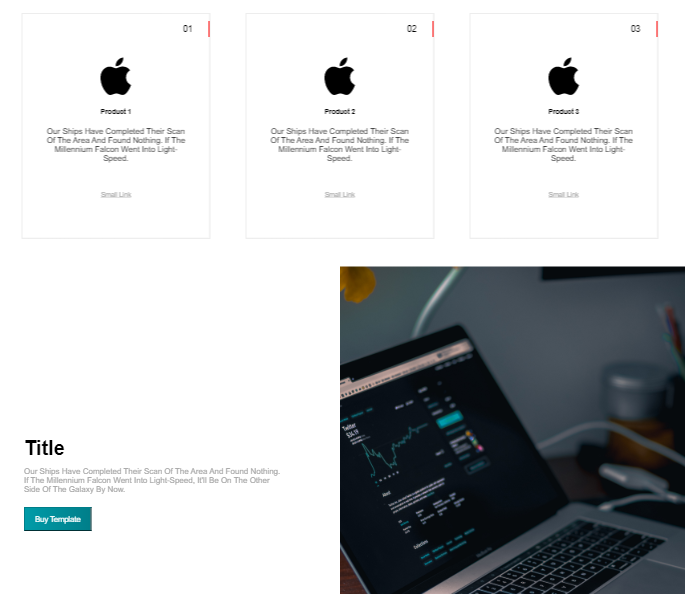 01
02
03
Product 1
Product 2
Product 3
Our Ships Have Completed Their Scan
Of The Area And Found Nothing. If The
Millennium Falcon Went Into Light-
Speed.
Our Ships Have Completed Their Scan
Of The Area And Found Nothing. If The
Millennium Falcon Went Into Light-
Speed.
Our Ships Have Completed Their Scan
Of The Area And Found Nothing. If The
Millennium Falcon Went Into Light-
Speed.
Small Link
Small Link
Small Link
Twitter
About
Title
Our Ships Have Completed Their Scan Of The Area And Found Nothing.
If The Millennium Falcon Went Into Light-Speed, It'll Be On The Other
Side Of The Galaxy By Now.
Buy Template